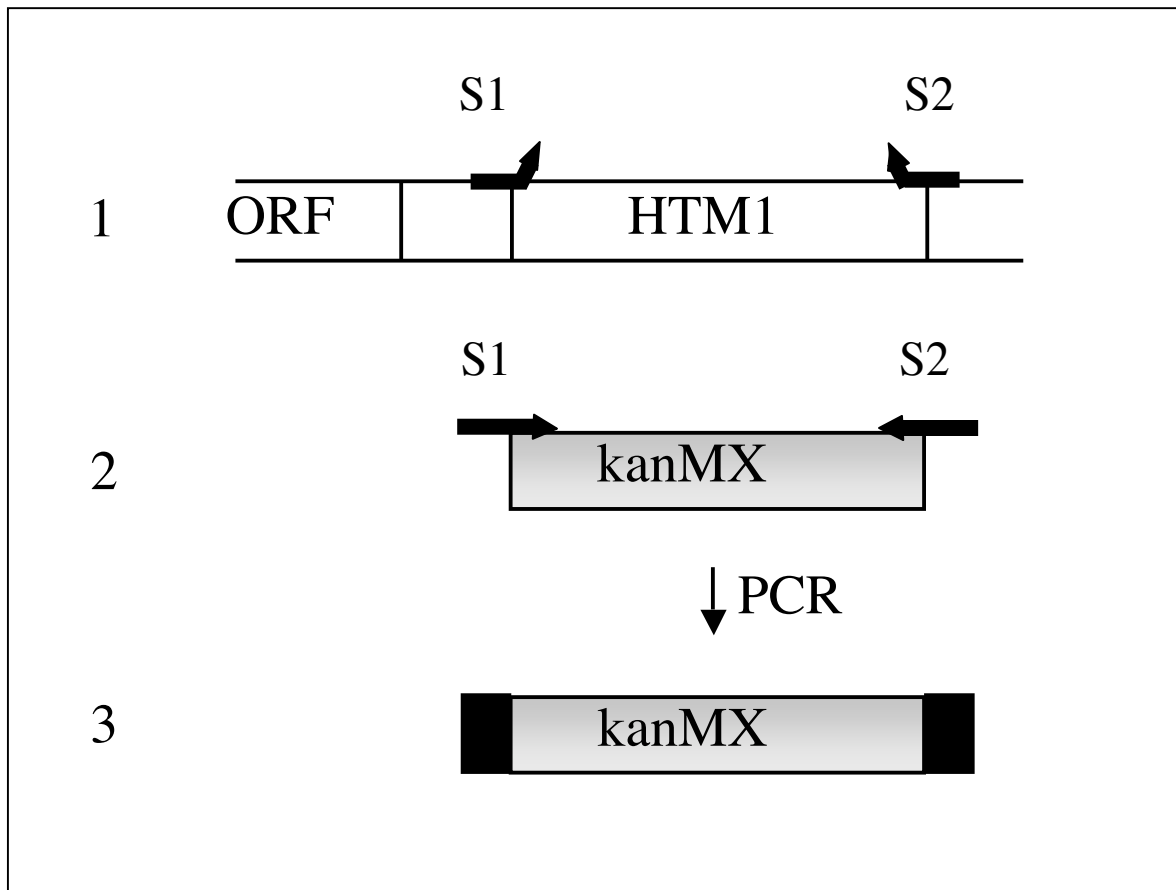 S1 S2
1 ORF HTM1
S1 S2
2 kanMX
PCR
3 kanMX